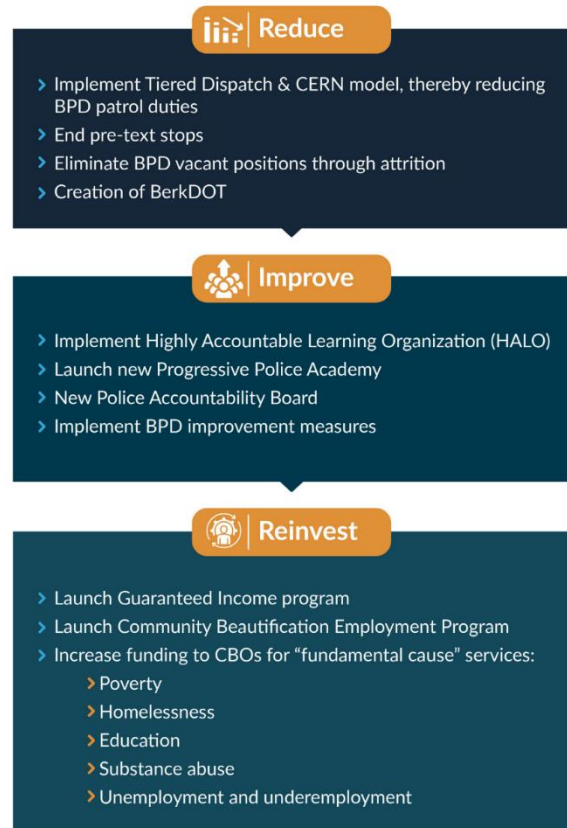 Reduce
Implement Tiered Dispatch & CERN model, thereby reducing
BPD patrol duties
End pre-text stops
Eliminate BPD vacant positions through attrition
Creation of BerkDOT
Improve
Implement Highly Accountable Learning Organization (HALO)
Launch new Progressive Police Academy
New Police Accountability Board
Implement BPD improvement measures
Reinvest
Launch Guaranteed Income program
Launch Community Beautification Employment Program
Increase funding to CBOs for “fundamental cause” services:
Poverty
Homelessness
Education
Substance abuse
Unemployment and underemployment